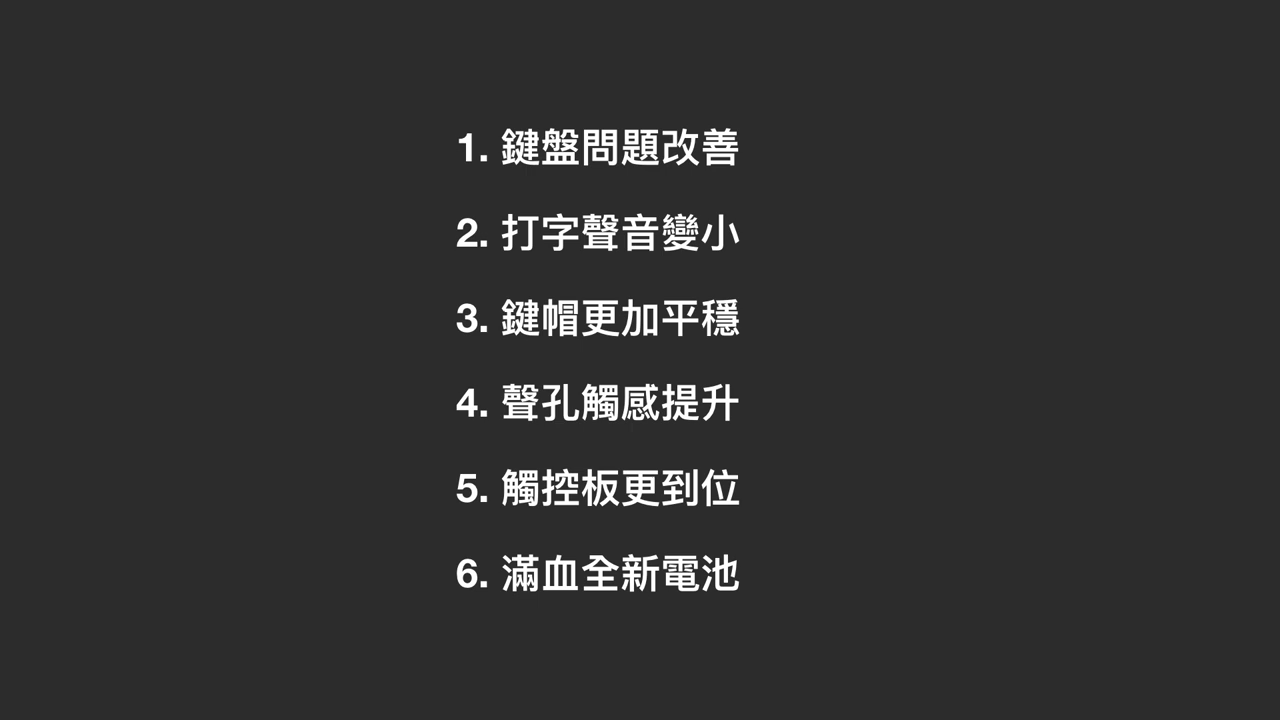 1. 鍵盤問題改善
2. 打字聲音變小
3. 鍵帽更加平穩
4. 聲孔觸感提升
5. 觸控板更到位
6. 滿血全新電池